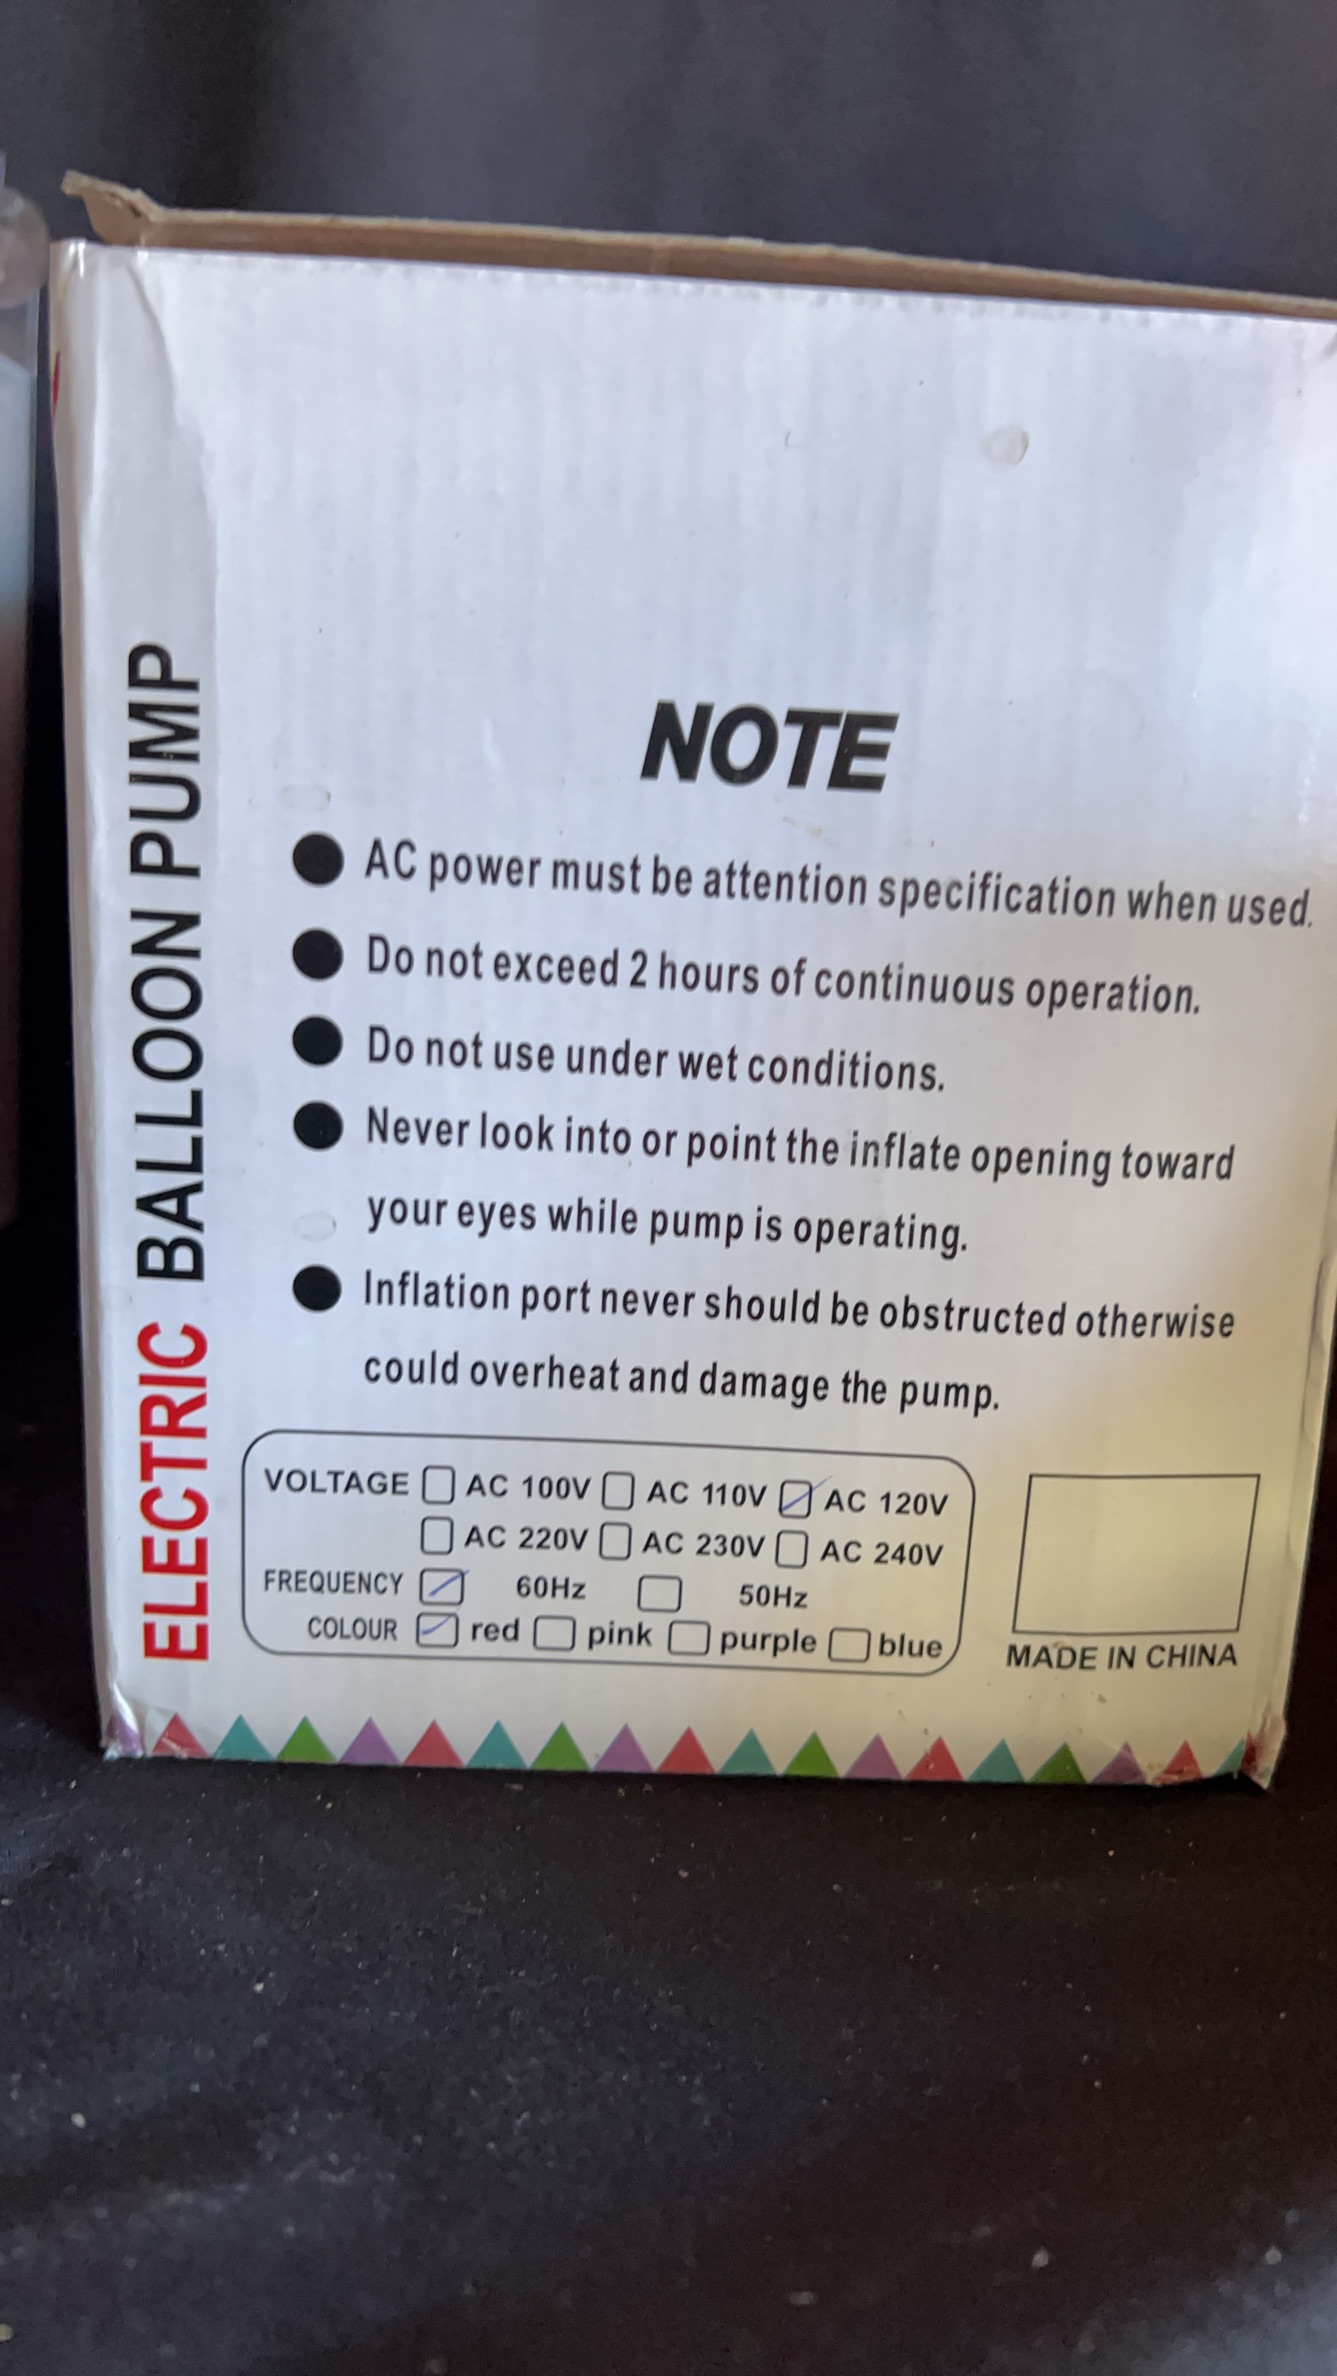 ELECTRIC BALLOON PUMP
NOTE
● AC power must be attention specification when used.
● Do not exceed 2 hours of continuous operation.
● Do not use under wet conditions.
● Never look into or point the inflate opening toward
your eyes while pump is operating.
● Inflation port never should be obstructed otherwise
could overheat and damage the pump.
VOLTAGE ☐ AC 100V ☐ AC 110V ☑ AC 120V
☐ AC 220V ☐ AC 230V ☐ AC 240V
FREQUENCY ☑ 60Hz ☐ 50Hz
COLOUR ☑ red ☐ pink ☐ purple ☐ blue
MADE IN CHINA